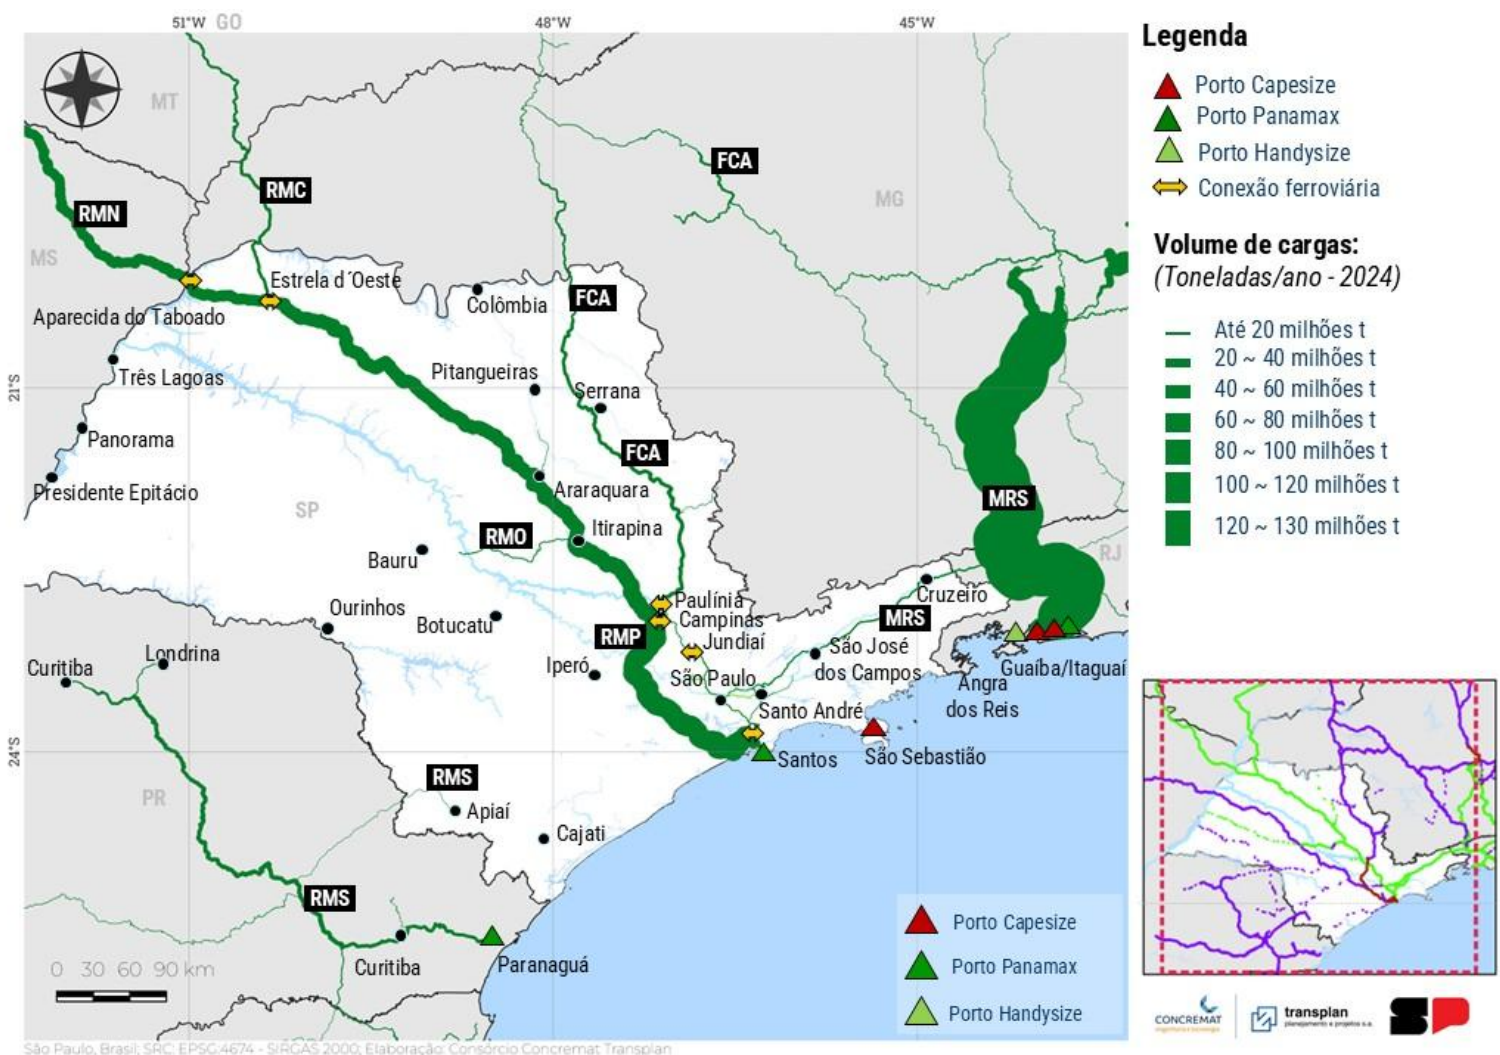 51°W
GO
48°W
45°W
MT
RMC
FCA
MG
RMN
MS
Estrela d´Oeste
Colômbia
FCA
Aparecida do Taboado
Três Lagoas
Pitangueiras
Serrana
21°S
Panorama
FCA
Presidente Epitácio
Araraquara
MRS
SP
RMO
Itirapina
Bauru
RJ
Cruzeiro
Ourinhos
Botucatu
Paulínia
Campinas
MRS
RMP
Jundiaí
São José
dos Campos
Londrina
Curitiba
Iperó
São Paulo
Guaíba/Itaguaí
Angra
dos Reis
Santo André
24°S
Santos
São Sebastião
RMS
PR
Apiaí
Cajati
RMS
Curitiba
Paranaguá
0 30 60 90 km
Porto Capesize
Porto Panamax
Porto Handysize
São Paulo, Brasil; SRC: EPSG:4674 - SIRGAS 2000; Elaboração: Consórcio Concremat Transplan
Legenda
Porto Capesize
Porto Panamax
Porto Handysize
Conexão ferroviária
Volume de cargas:
(Toneladas/ano - 2024)
Até 20 milhões t
20 ~ 40 milhões t
40 ~ 60 milhões t
60 ~ 80 milhões t
80 ~ 100 milhões t
100 ~ 120 milhões t
120 ~ 130 milhões t
CONCREMAT
engenharia e tecnologia
transplan
planejamento e projetos s.a.
SP